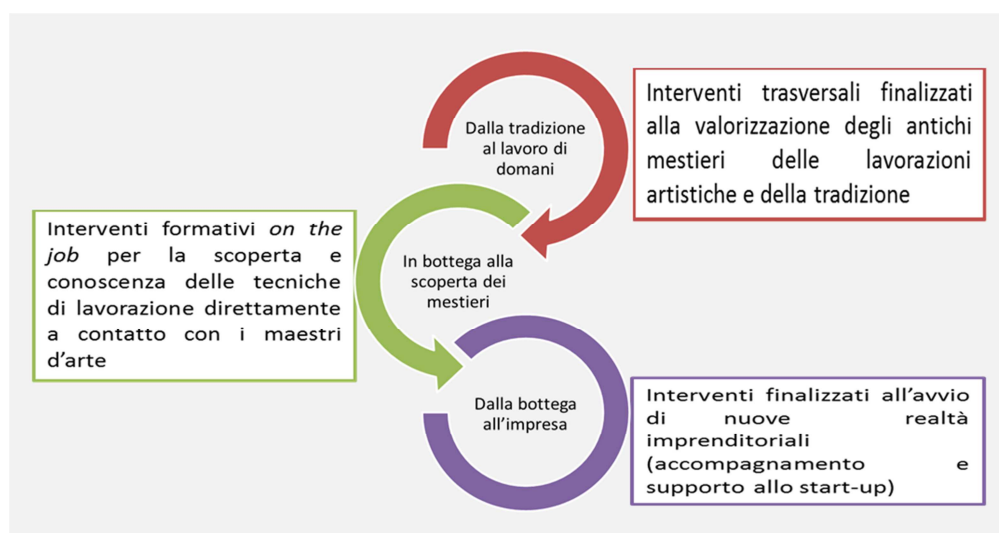 Dalla tradizione
al lavoro di
domani
Interventi trasversali finalizzati
alla valorizzazione degli antichi
mestieri delle lavorazioni
artistiche e della tradizione
In bottega alla
scoperta dei
mestieri
Interventi formativi on the
job per la scoperta e
conoscenza delle tecniche
di lavorazione direttamente
a contatto con i maestri
d’arte
Dalla bottega
all’impresa
Interventi finalizzati all’avvio
di nuove realtà
imprenditoriali
(accompagnamento e
supporto allo start-up)